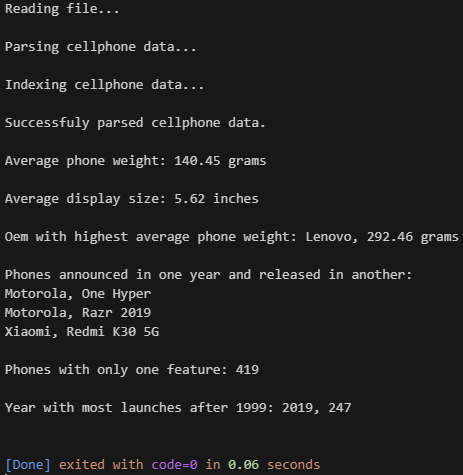 Reading file...
Parsing cellphone data...
Indexing cellphone data...
Successfuly parsed cellphone data.
Average phone weight: 140.45 grams
Average display size: 5.62 inches
Oem with highest average phone weight: Lenovo, 292.46 grams
Phones announced in one year and released in another:
Motorola, One Hyper
Motorola, Razr 2019
Xiaomi, Redmi K30 5G
Phones with only one feature: 419
Year with most launches after 1999: 2019, 247
[Done] exited with code=0 in 0.06 seconds